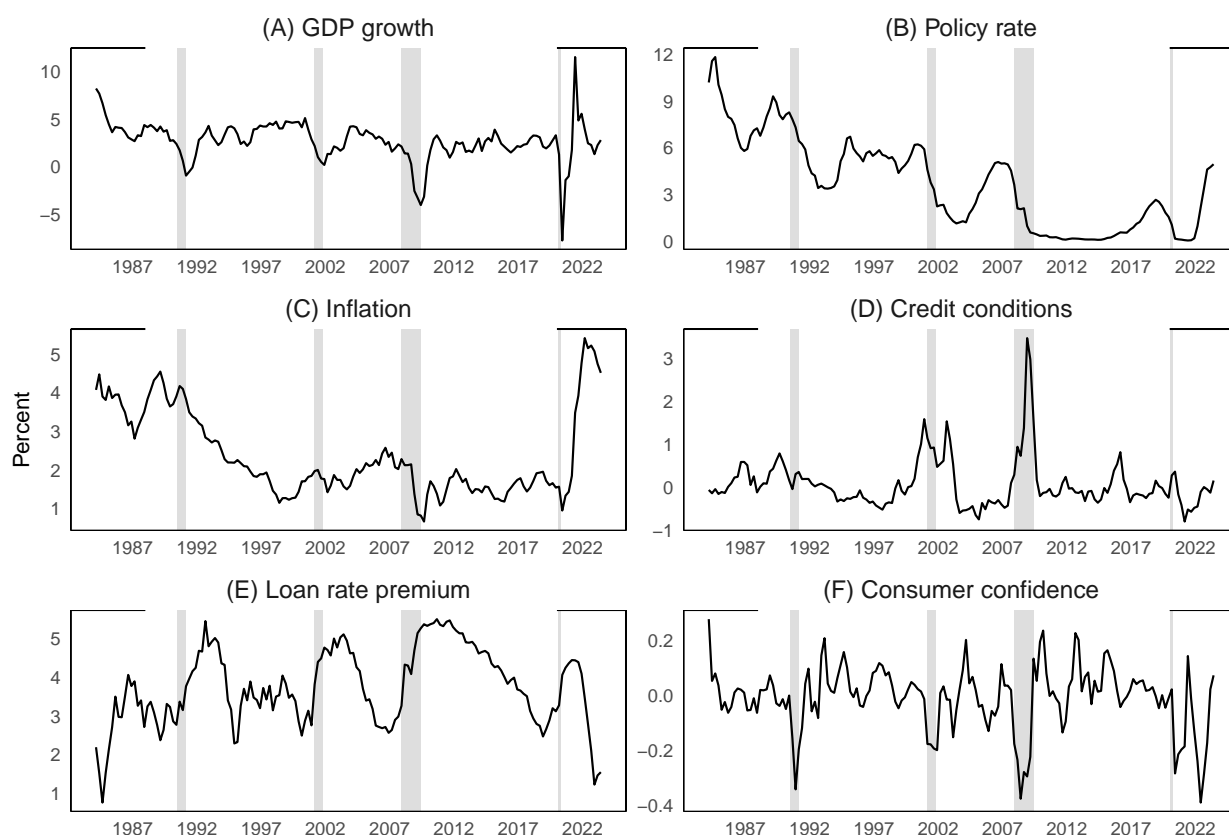 (A) GDP growth
10
5
0
−5
1987 1992 1997 2002 2007 2012 2017 2022
(B) Policy rate
12
9
6
3
0
1987 1992 1997 2002 2007 2012 2017 2022
Percent
(C) Inflation
5
4
3
2
1
1987 1992 1997 2002 2007 2012 2017 2022
(D) Credit conditions
3
2
1
0
−1
1987 1992 1997 2002 2007 2012 2017 2022
(E) Loan rate premium
5
4
3
2
1
1987 1992 1997 2002 2007 2012 2017 2022
(F) Consumer confidence
0.2
0.0
−0.2
−0.4
1987 1992 1997 2002 2007 2012 2017 2022